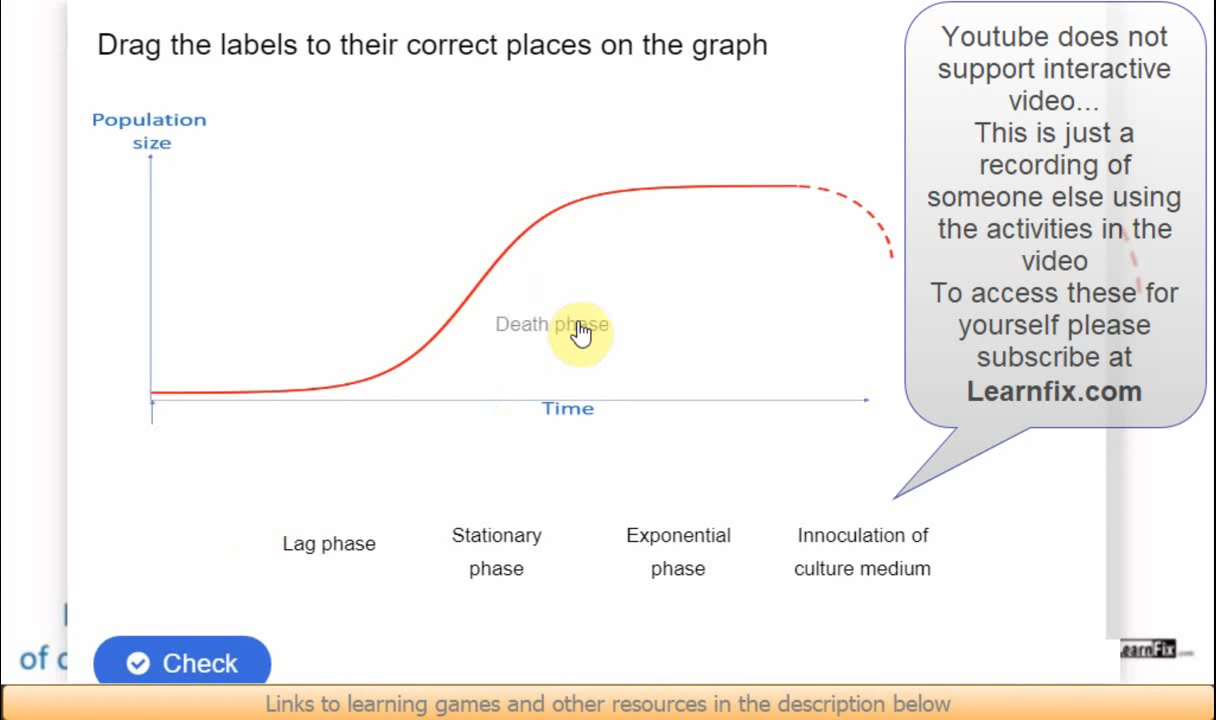 Drag the labels to their correct places on the graph
Population
size
Death phase
Time
Lag phase
Stationary
phase
Exponential
phase
Innoculation of
culture medium
Check
Youtube does not
support interactive
video...
This is just a
recording of
someone else using
the activities in the
video
To access these for
yourself please
subscribe at
Learnfix.com
of
earnFix
Links to learning games and other resources in the description below